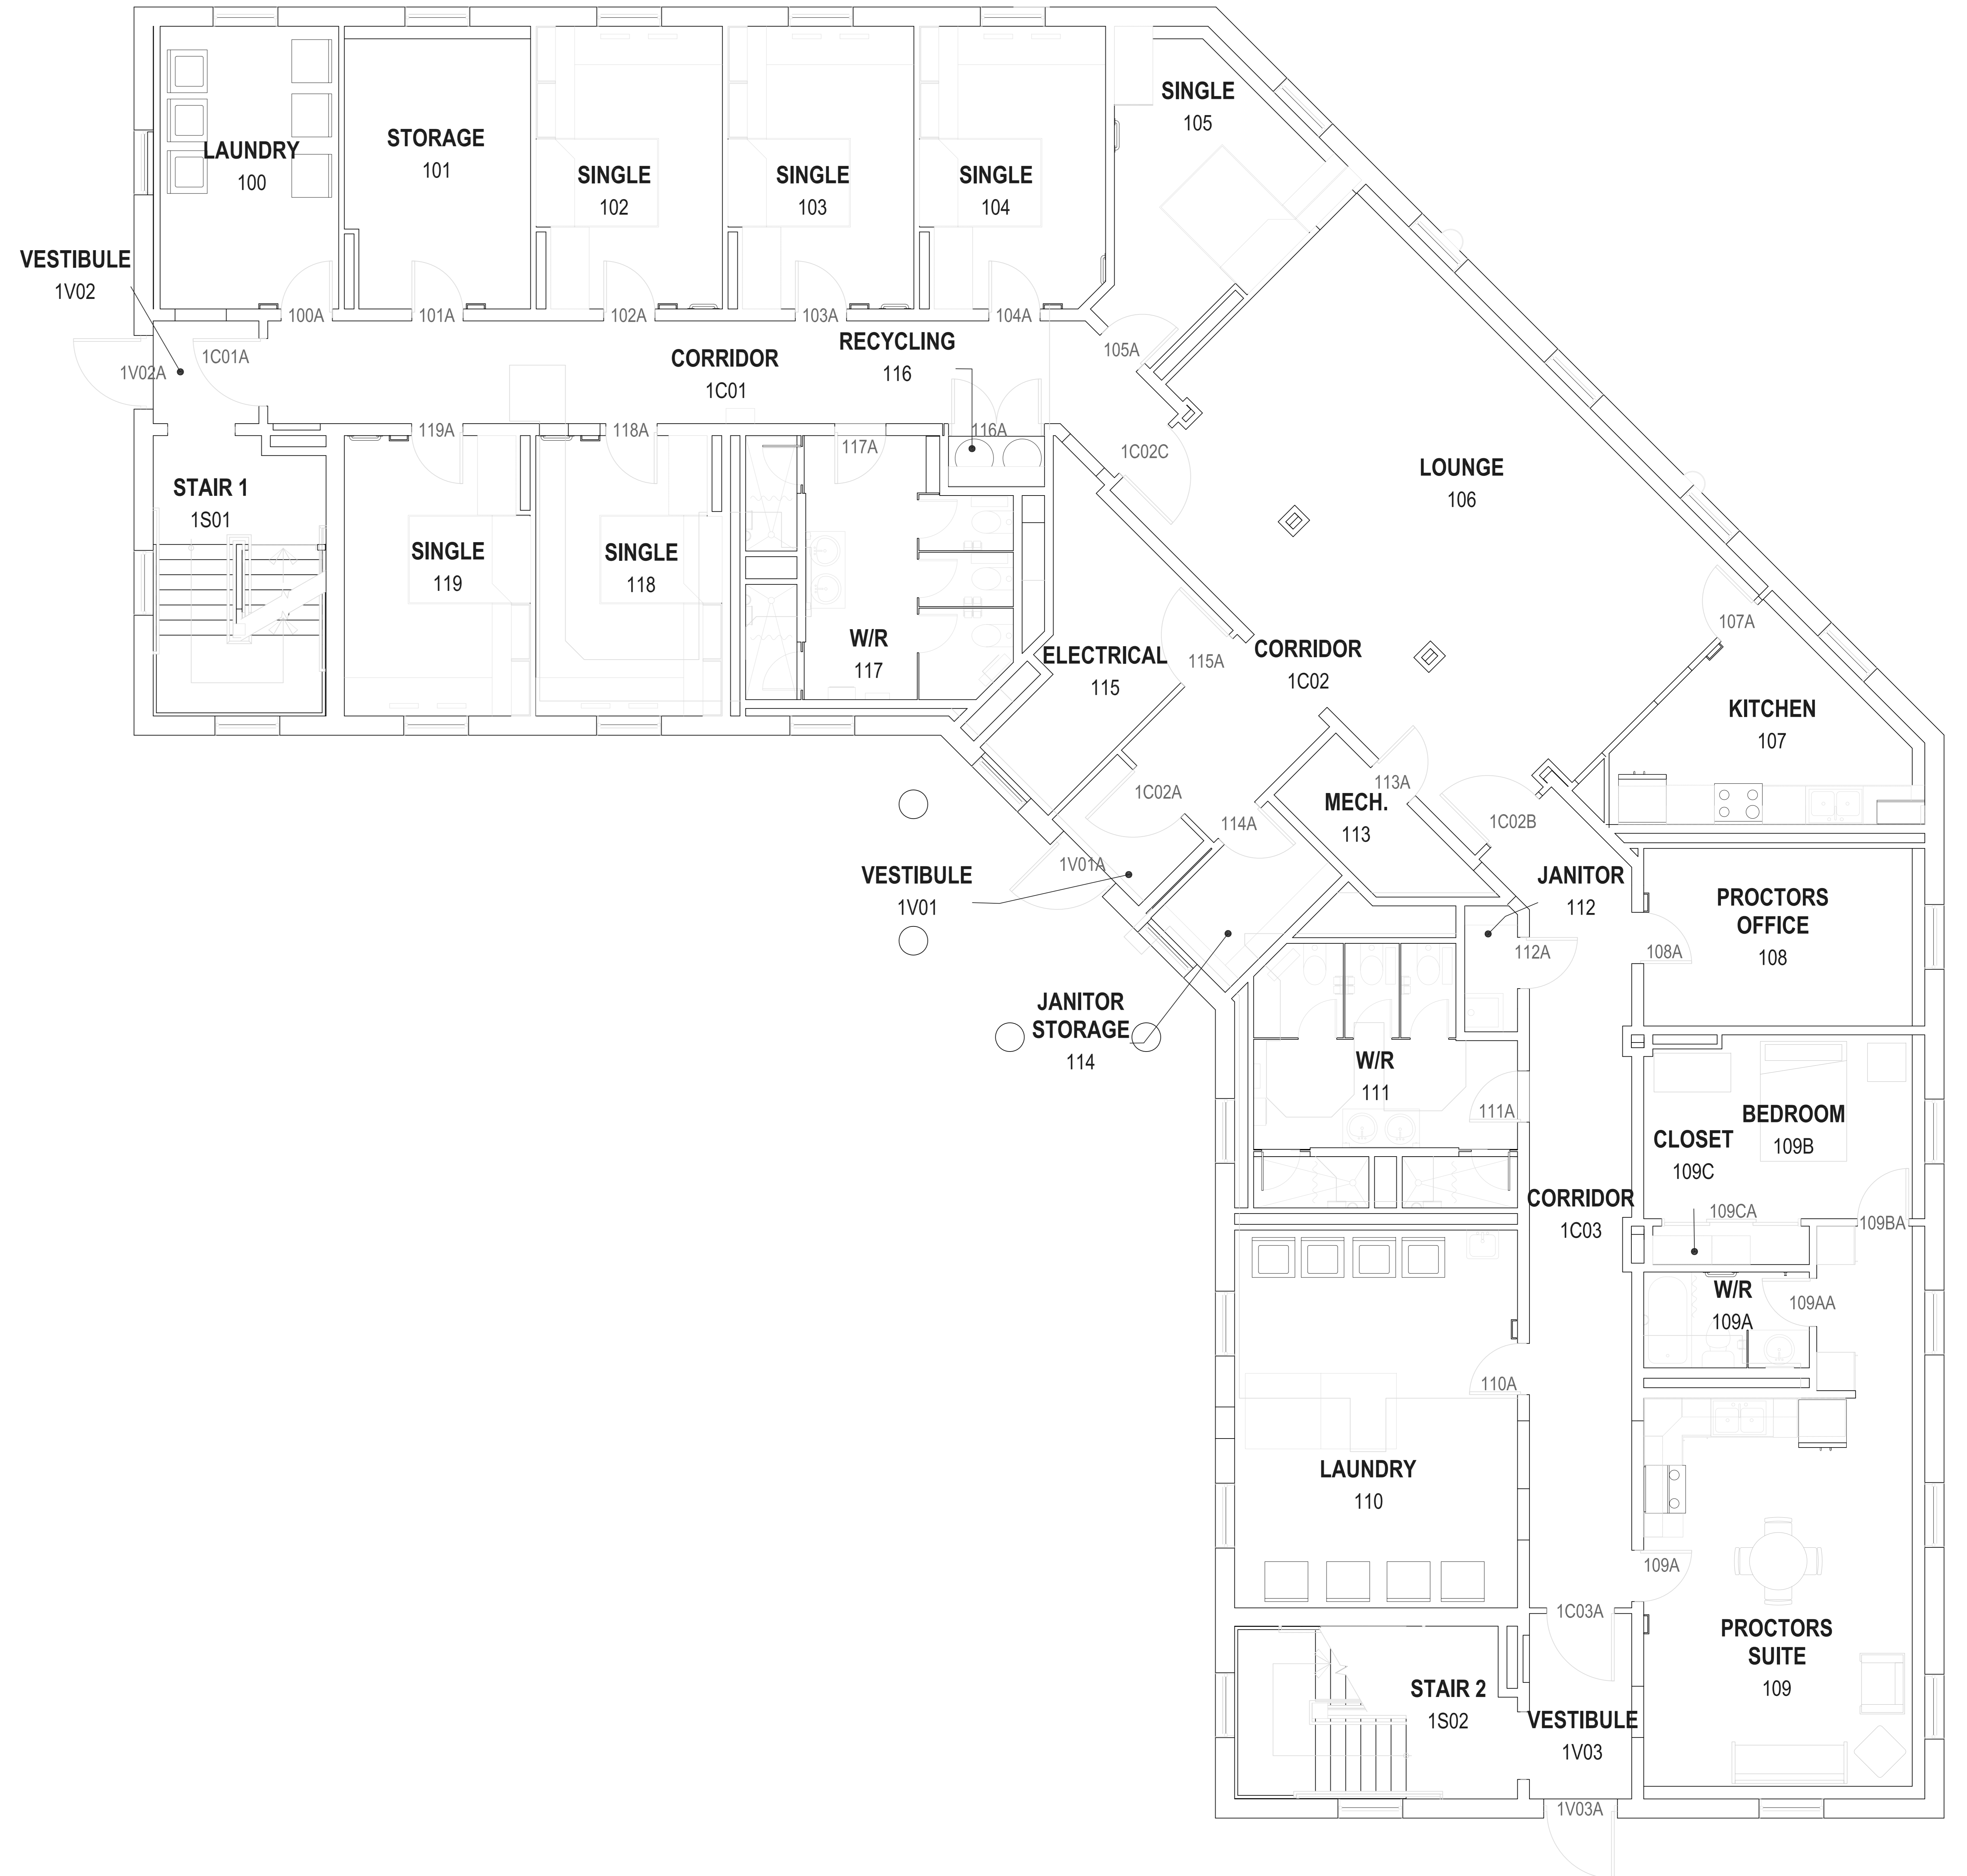 SINGLE
105
LAUNDRY
100
STORAGE
101
SINGLE
102
SINGLE
103
SINGLE
104
VESTIBULE
1V02
100A
101A
102A
103A
104A
1V02A
1C01A
CORRIDOR
1C01
RECYCLING
116
105A
119A
118A
117A
116A
1C02C
STAIR 1
1S01
SINGLE
119
SINGLE
118
LOUNGE
106
W/R
117
ELECTRICAL
115
115A
CORRIDOR
1C02
107A
KITCHEN
107
1C02A
114A
MECH.
113
113A
1C02B
VESTIBULE
1V01
1V01A
JANITOR
112
PROCTORS
OFFICE
108
112A
108A
JANITOR
STORAGE
114
W/R
111
111A
CLOSET
109C
BEDROOM
109B
CORRIDOR
1C03
109CA
109BA
W/R
109A
109AA
110A
LAUNDRY
110
109A
1C03A
PROCTORS
SUITE
109
STAIR 2
1S02
VESTIBULE
1V03
1V03A